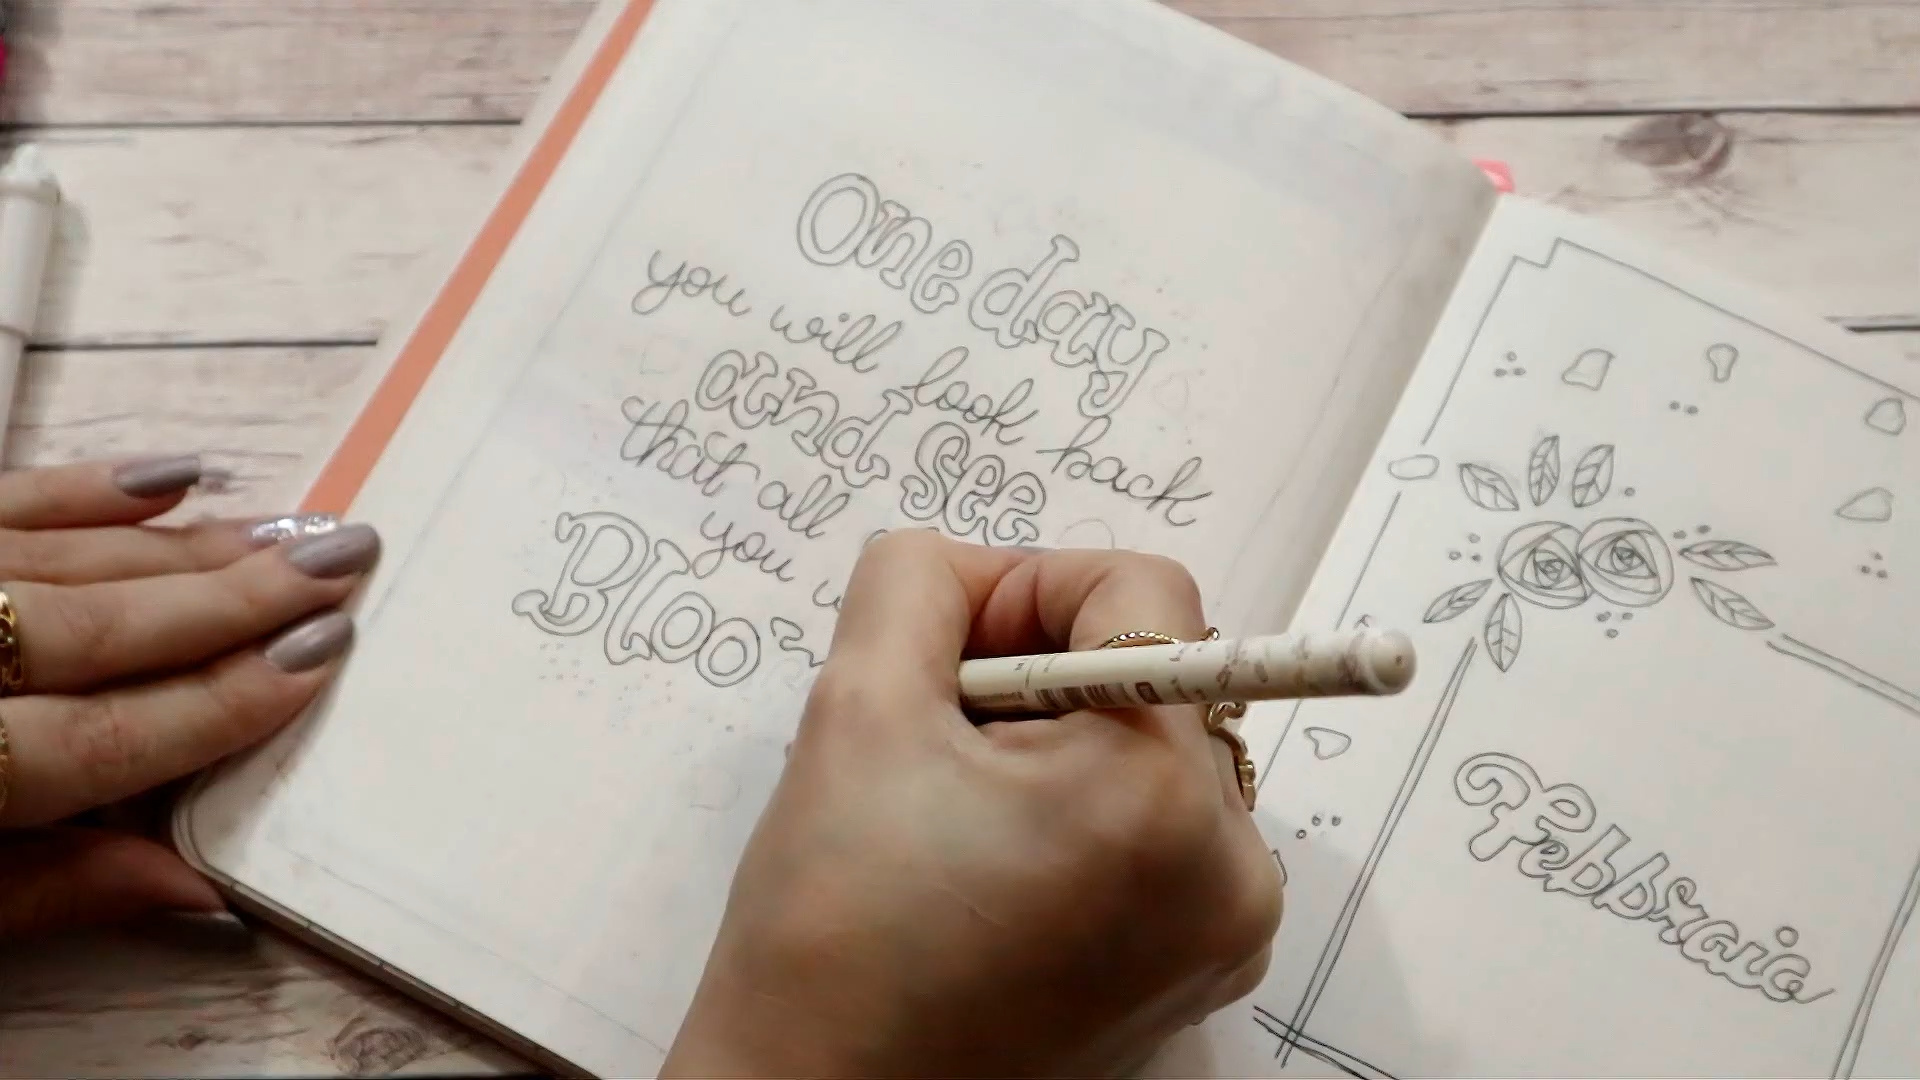 One day
you will look back
and see
that all
you
Bloo
Febbraio